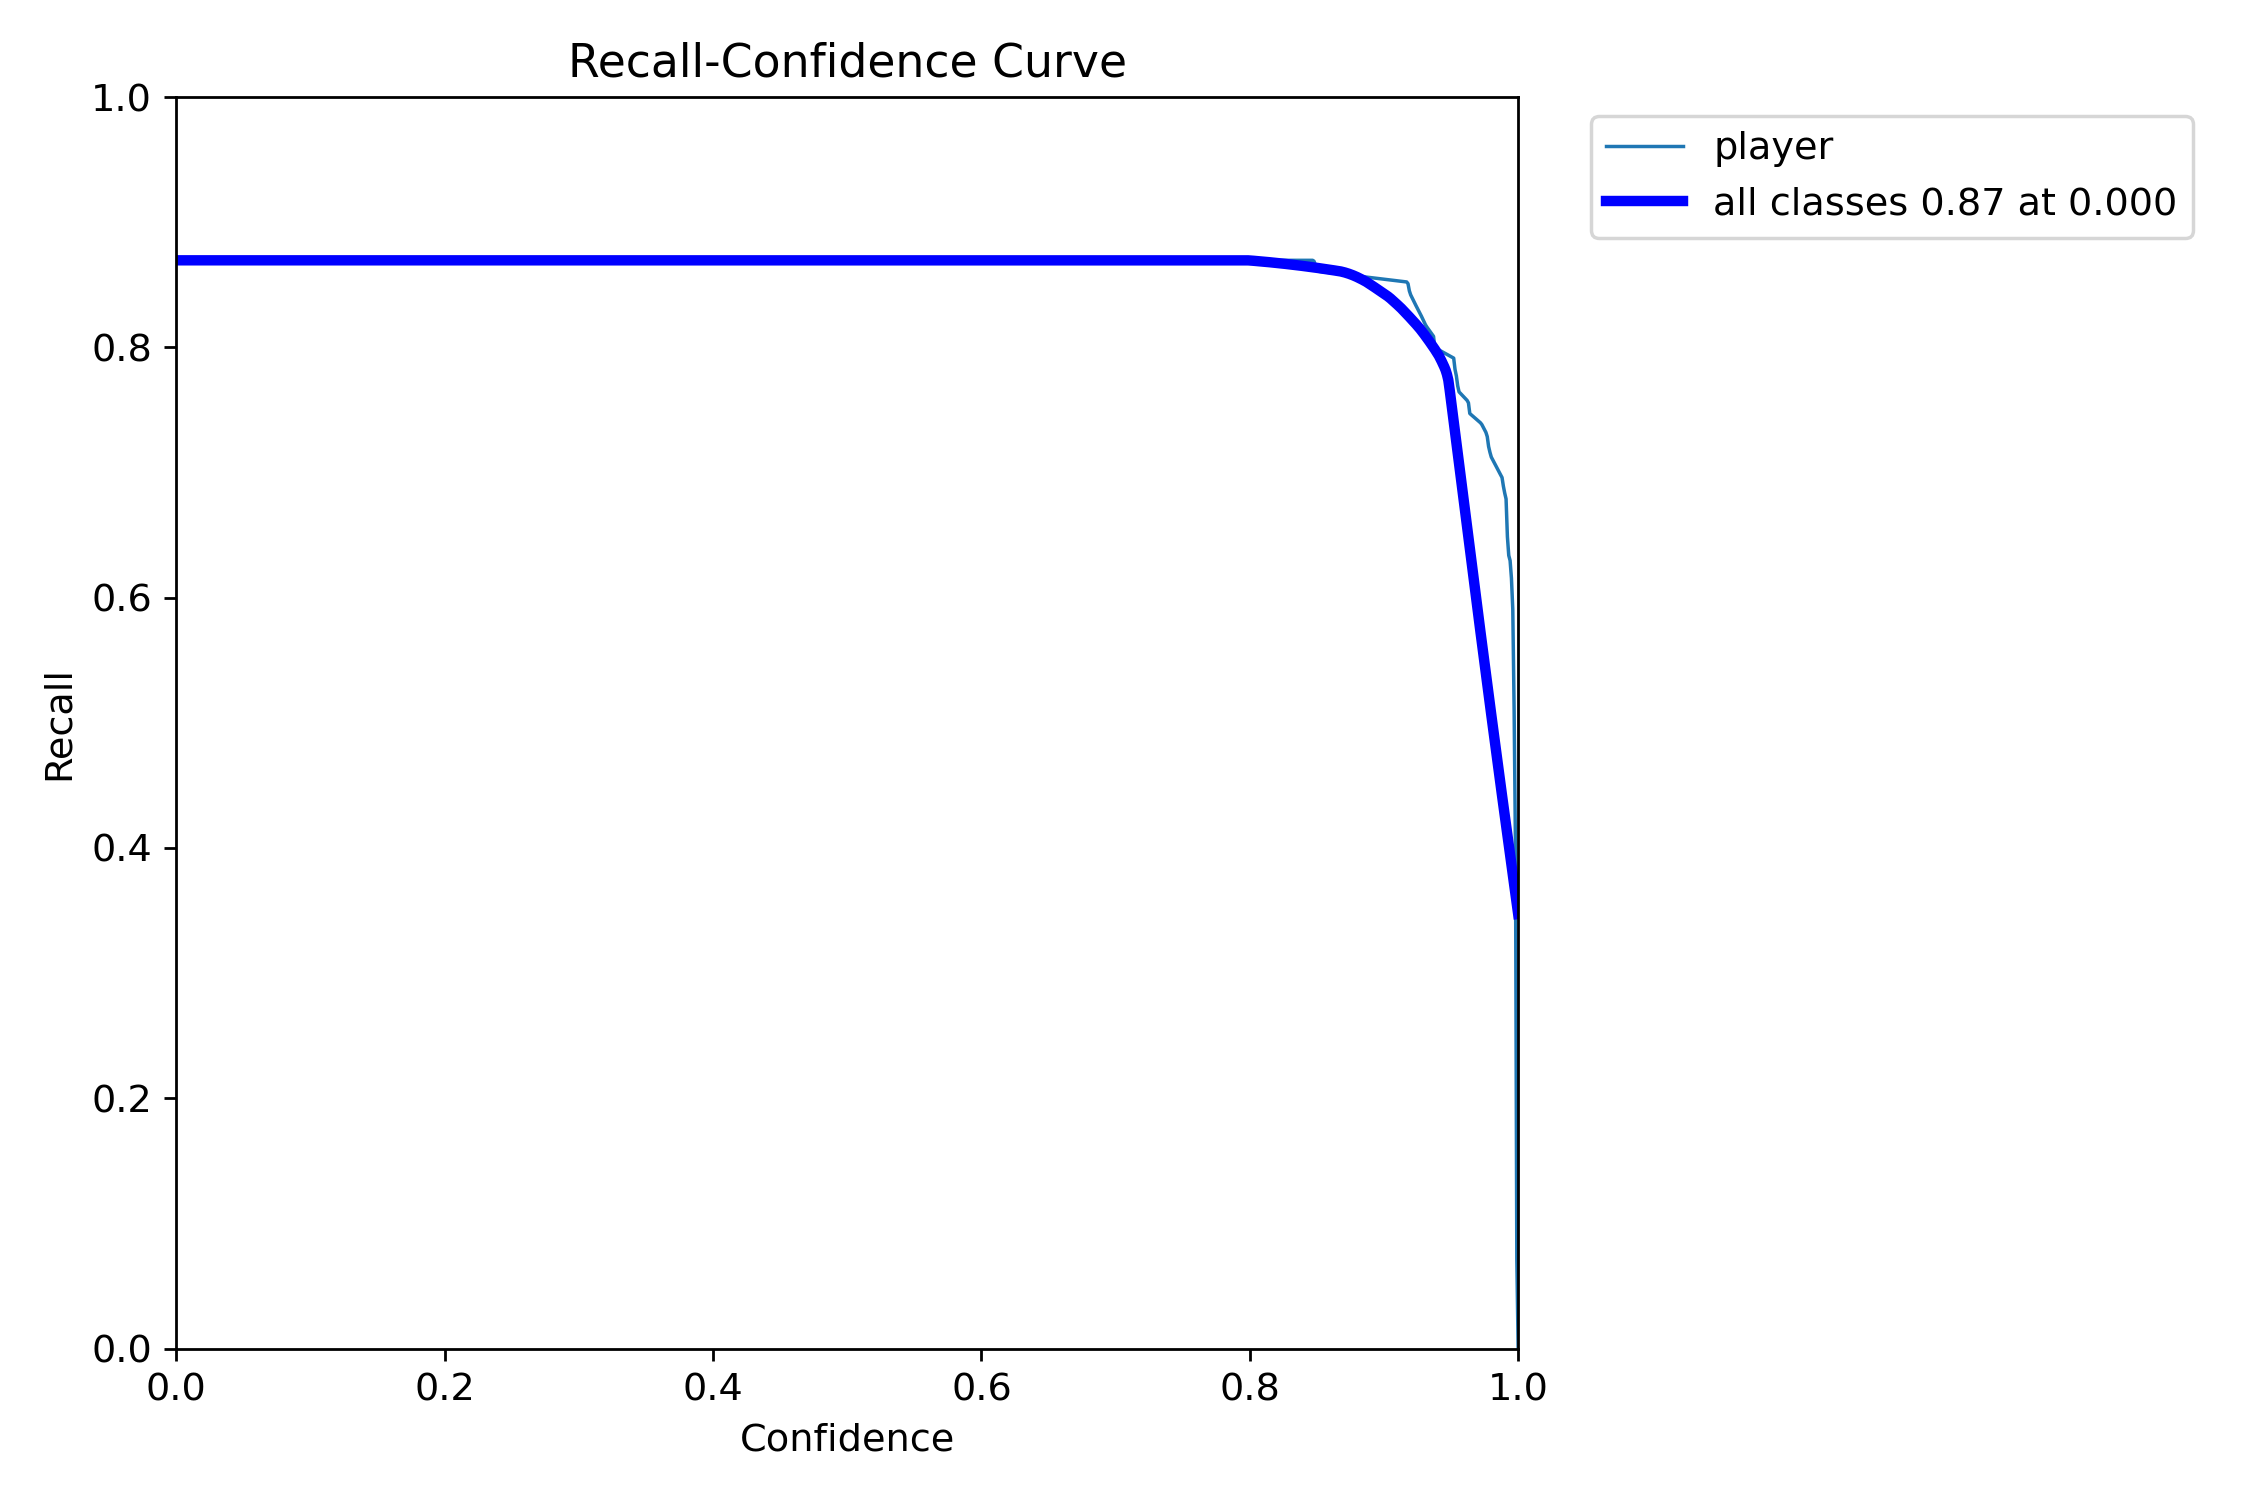 Recall-Confidence Curve
player
all classes 0.87 at 0.000
1.0
0.8
0.6
0.4
0.2
0.0
Recall
0.0 0.2 0.4 0.6 0.8 1.0
Confidence